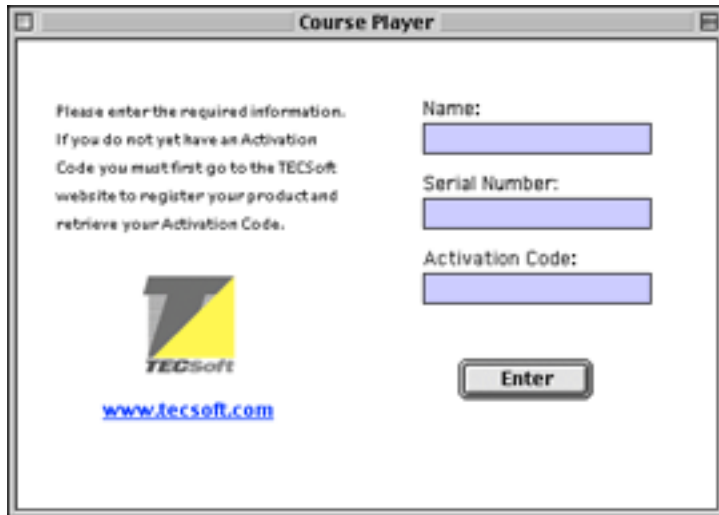 Course Player
Please enter the required information.
If you do not yet have an Activation
Code you must first go to the TECSoft
website to register your product and
retrieve your Activation Code.
TECSoft
www.tecsoft.com
Name:
Serial Number:
Activation Code:
Enter